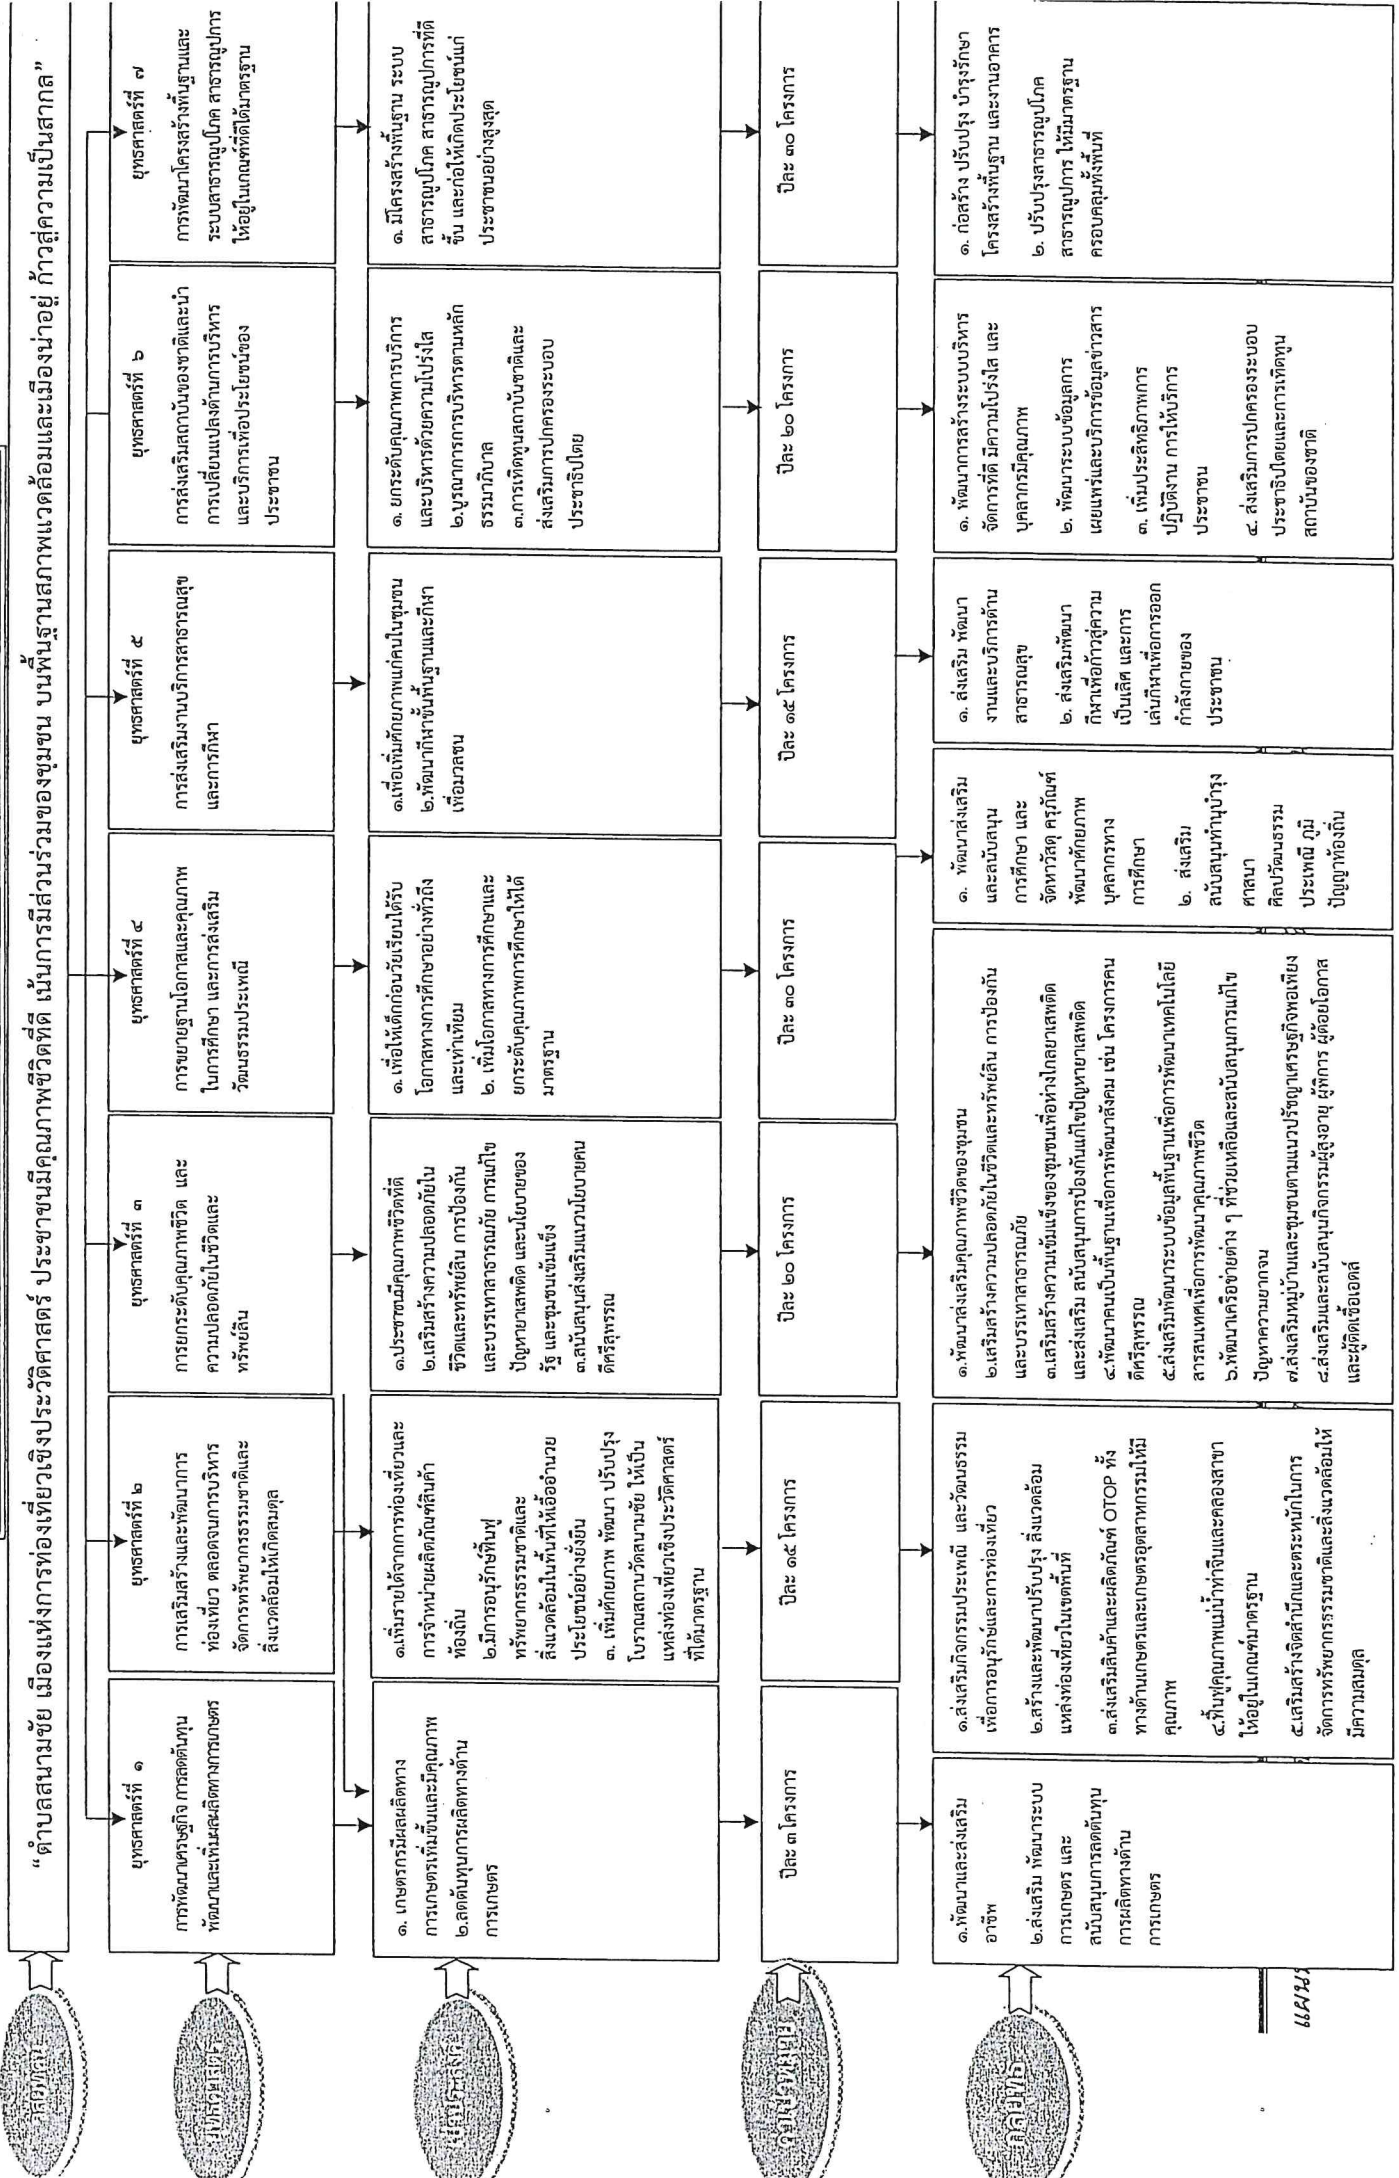 “ตำบลสนามชัย เมืองแห่งการท่องเที่ยวเชิงประวัติศาสตร์ ประชาชนมีคุณภาพชีวิตที่ดี เน้นการมีส่วนร่วมของชุมชน บนพื้นฐานสภาพแวดล้อมและเมืองน่าอยู่ ก้าวสู่ความเป็นสากล”
ยุทธศาสตร์ที่ ๑
การพัฒนาเศรษฐกิจ การลดต้นทุน
พัฒนาและเพิ่มผลผลิตทางการเกษตร
ยุทธศาสตร์ที่ ๒
การเสริมสร้างและพัฒนาการ
ท่องเที่ยว ตลอดจนการบริหาร
จัดการทรัพยากรธรรมชาติและ
สิ่งแวดล้อมให้เกิดสมดุล
ยุทธศาสตร์ที่ ๓
การยกระดับคุณภาพชีวิต และ
ความปลอดภัยในชีวิตและ
ทรัพย์สิน
ยุทธศาสตร์ที่ ๔
การขยายฐานโอกาสและคุณภาพ
ในการศึกษา และการส่งเสริม
วัฒนธรรมประเพณี
ยุทธศาสตร์ที่ ๕
การส่งเสริมงานบริการสาธารณสุข
และการกีฬา
ยุทธศาสตร์ที่ ๖
การส่งเสริมสถาบันของชาติและนำ
การเปลี่ยนแปลงด้านการบริหาร
และบริการเพื่อประโยชน์ของ
ประชาชน
ยุทธศาสตร์ที่ ๗
การพัฒนาโครงสร้างพื้นฐานและ
ระบบสาธารณูปโภค สาธารณูปการ
ให้อยู่ในเกณฑ์ที่ดีได้มาตรฐาน
๑. เกษตรกรมีผลผลิตทาง
การเกษตรเพิ่มขึ้นและมีคุณภาพ
๒.ลดต้นทุนการผลิตทางด้าน
การเกษตร
๑.เพิ่มรายได้จากการท่องเที่ยวและ
การจำหน่ายผลิตภัณฑ์สินค้า
ท้องถิ่น
๒.มีการอนุรักษ์ฟื้นฟู
ทรัพยากรธรรมชาติและ
สิ่งแวดล้อมในพื้นที่ให้เอื้ออำนวย
ประโยชน์อย่างยั่งยืน
๓. เพิ่มศักยภาพ พัฒนา ปรับปรุง
โบราณสถานวัดสนามชัย ให้เป็น
แหล่งท่องเที่ยวเชิงประวัติศาสตร์
ที่ได้มาตรฐาน
๑.ประชาชนมีคุณภาพชีวิตที่ดี
๒.เสริมสร้างความปลอดภัยใน
ชีวิตและทรัพย์สิน การป้องกัน
และบรรเทาสาธารณภัย การแก้ไข
ปัญหายาเสพติด และนโยบายของ
รัฐ และชุมชนเข้มแข็ง
๓.สนับสนุนส่งเสริมแนวนโยบายคน
ดีศรีสุพรรณ
๑. เพื่อให้เด็กก่อนวัยเรียนได้รับ
โอกาสทางการศึกษาอย่างทั่วถึง
และเท่าเทียม
๒. เพิ่มโอกาสทางการศึกษาและ
ยกระดับคุณภาพการศึกษาให้ได้
มาตรฐาน
๑.เพื่อเพิ่มศักยภาพแก่คนในชุมชน
๒.พัฒนากีฬาขั้นพื้นฐานและกีฬา
เพื่อมวลชน
๑. ยกระดับคุณภาพการบริการ
และบริหารด้วยความโปร่งใส
๒.บูรณาการการบริหารตามหลัก
ธรรมาภิบาล
๓.การเทิดทูนสถาบันชาติและ
ส่งเสริมการปกครองระบอบ
ประชาธิปไตย
๑. มีโครงสร้างพื้นฐาน ระบบ
สาธารณูปโภค สาธารณูปการที่ดี
ขึ้น และก่อให้เกิดประโยชน์แก่
ประชาชนอย่างสูงสุด
ปีละ ๓ โครงการ
ปีละ ๑๕ โครงการ
ปีละ ๒๐ โครงการ
ปีละ ๓๐ โครงการ
ปีละ ๑๕ โครงการ
ปีละ ๒๐ โครงการ
ปีละ ๓๐ โครงการ
กลยุทธ์
๑.พัฒนาและส่งเสริม
อาชีพ
๒.ส่งเสริม พัฒนาระบบ
การเกษตร และ
สนับสนุนการลดต้นทุน
การผลิตทางด้าน
การเกษตร
๑.ส่งเสริมกิจกรรมประเพณี และวัฒนธรรม
เพื่อการอนุรักษ์และการท่องเที่ยว
๒.สร้างและพัฒนาปรับปรุง สิ่งแวดล้อม
แหล่งท่องเที่ยวในเขตพื้นที่
๓.ส่งเสริมสินค้าและผลิตภัณฑ์ OTOP ทั้ง
ทางด้านเกษตรและเกษตรอุตสาหกรรมให้มี
คุณภาพ
๔.ฟื้นฟูคุณภาพแม่น้ำท่าจีนและคลองสาขา
ให้อยู่ในเกณฑ์มาตรฐาน
๕.เสริมสร้างจิตสำนึกและตระหนักในการ
จัดการทรัพยากรธรรมชาติและสิ่งแวดล้อมให้
มีความสมดุล
๑.พัฒนาส่งเสริมคุณภาพชีวิตของชุมชน
๒.เสริมสร้างความปลอดภัยในชีวิตและทรัพย์สิน การป้องกัน
และบรรเทาสาธารณภัย
๓.เสริมสร้างความเข้มแข็งของชุมชนเพื่อห่างไกลยาเสพติด
และส่งเสริม สนับสนุนการป้องกันแก้ไขปัญหายาเสพติด
๔.พัฒนาคนเป็นพื้นฐานเพื่อการพัฒนาสังคม เช่น โครงการคน
ดีศรีสุพรรณ
๕.ส่งเสริมพัฒนาระบบข้อมูลพื้นฐานเพื่อการพัฒนาเทคโนโลยี
สารสนเทศเพื่อการพัฒนาคุณภาพชีวิต
๖.พัฒนาเครือข่ายต่าง ๆ ที่ช่วยเหลือและสนับสนุนการแก้ไข
ปัญหาความยากจน
๗.ส่งเสริมหมู่บ้านและชุมชนตามแนวปรัชญาเศรษฐกิจพอเพียง
๘.ส่งเสริมและสนับสนุนกิจกรรมผู้สูงอายุ ผู้พิการ ผู้ด้อยโอกาส
และผู้ติดเชื้อเอดส์
๑. พัฒนาส่งเสริม
และสนับสนุน
การศึกษา และ
จัดหาวัสดุ ครุภัณฑ์
พัฒนาศักยภาพ
บุคลากรทาง
การศึกษา
๒. ส่งเสริม
สนับสนุนทำนุบำรุง
ศาสนา
ศิลปวัฒนธรรม
ประเพณี ภูมิ
ปัญญาท้องถิ่น
๑. ส่งเสริม พัฒนา
งานและบริการด้าน
สาธารณสุข
๒. ส่งเสริมพัฒนา
กีฬาเพื่อก้าวสู่ความ
เป็นเลิศ และการ
เล่นกีฬาเพื่อการออก
กำลังกายของ
ประชาชน
๑. พัฒนาการสร้างระบบบริหาร
จัดการที่ดี มีความโปร่งใส และ
บุคลากรมีคุณภาพ
๒. พัฒนาระบบข้อมูลการ
เผยแพร่และบริการข้อมูลข่าวสาร
๓. เพิ่มประสิทธิภาพการ
ปฏิบัติงาน การให้บริการ
ประชาชน
๔. ส่งเสริมการปกครองระบอบ
ประชาธิปไตยและการเทิดทูน
สถาบันของชาติ
๑. ก่อสร้าง ปรับปรุง บำรุงรักษา
โครงสร้างพื้นฐาน และงานอาคาร
๒. ปรับปรุงสาธารณูปโภค
สาธารณูปการ ให้มีมาตรฐาน
ครอบคลุมทั้งพื้นที่